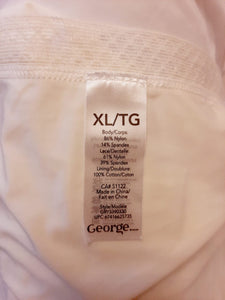 XL/TG
Body/Corps:
86% Nylon
14% Spandex
Lace/Dentelle:
61% Nylon
39% Spandex
Lining/Doublure:
100% Cotton/Coton
CA# 51132
Made in China/
Fait en Chine
Style/Modèle:
UPC 67416625735
George